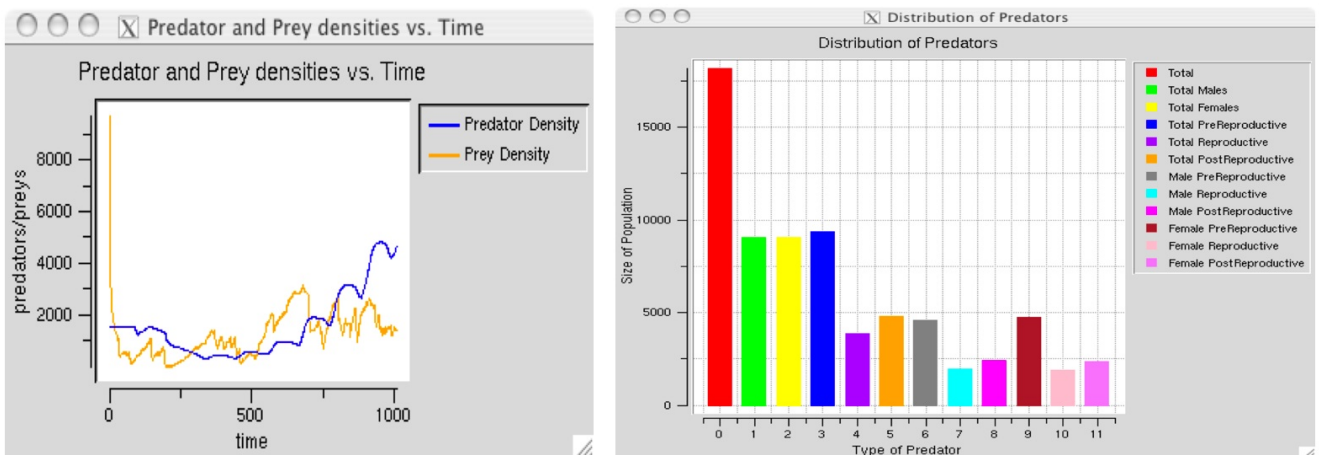 Predator and Prey densities vs. Time
Predator and Prey densities vs. Time
predators/preys
8000
6000
4000
2000
0
500
1000
time
Predator Density
Prey Density
Distribution of Predators
Distribution of Predators
Size of Population
15000
10000
5000
0
0 1 2 3 4 5 6 7 8 9 10 11
Type of Predator
Total
Total Males
Total Females
Total PreReproductive
Total Reproductive
Total PostReproductive
Male PreReproductive
Male Reproductive
Male PostReproductive
Female PreReproductive
Female Reproductive
Female PostReproductive